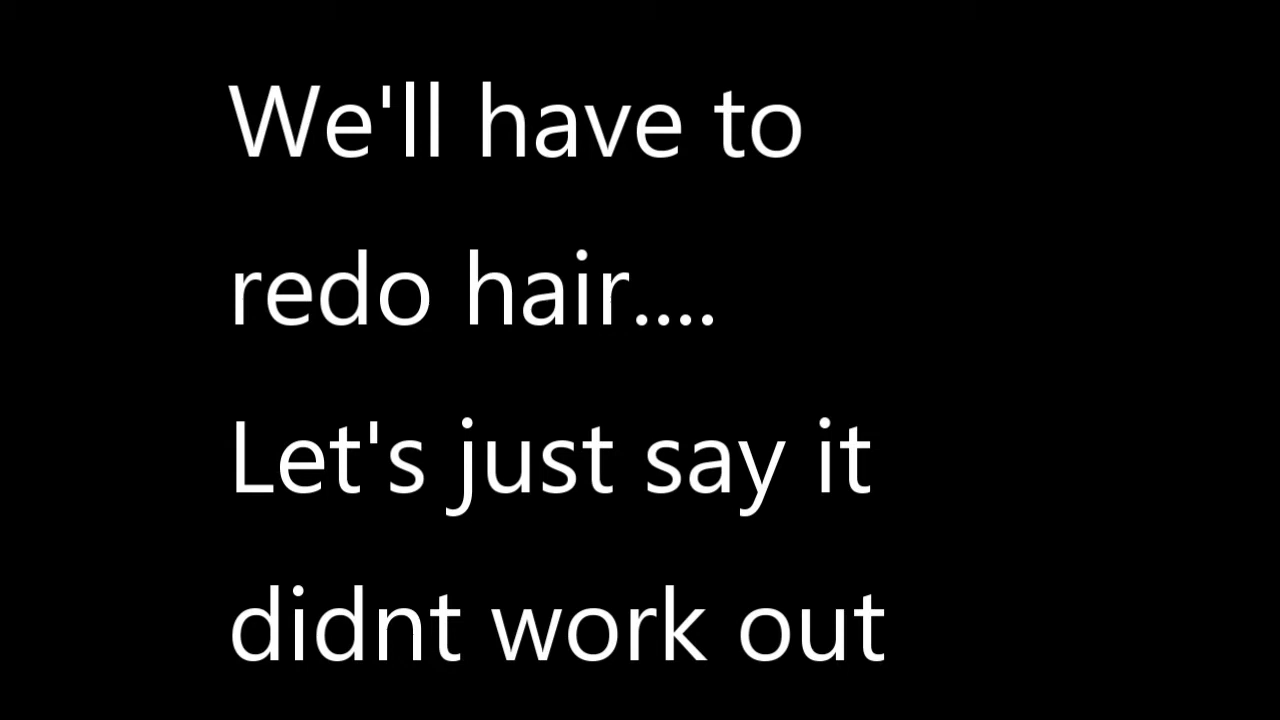 We'll have to
redo hair....
Let's just say it
didnt work out